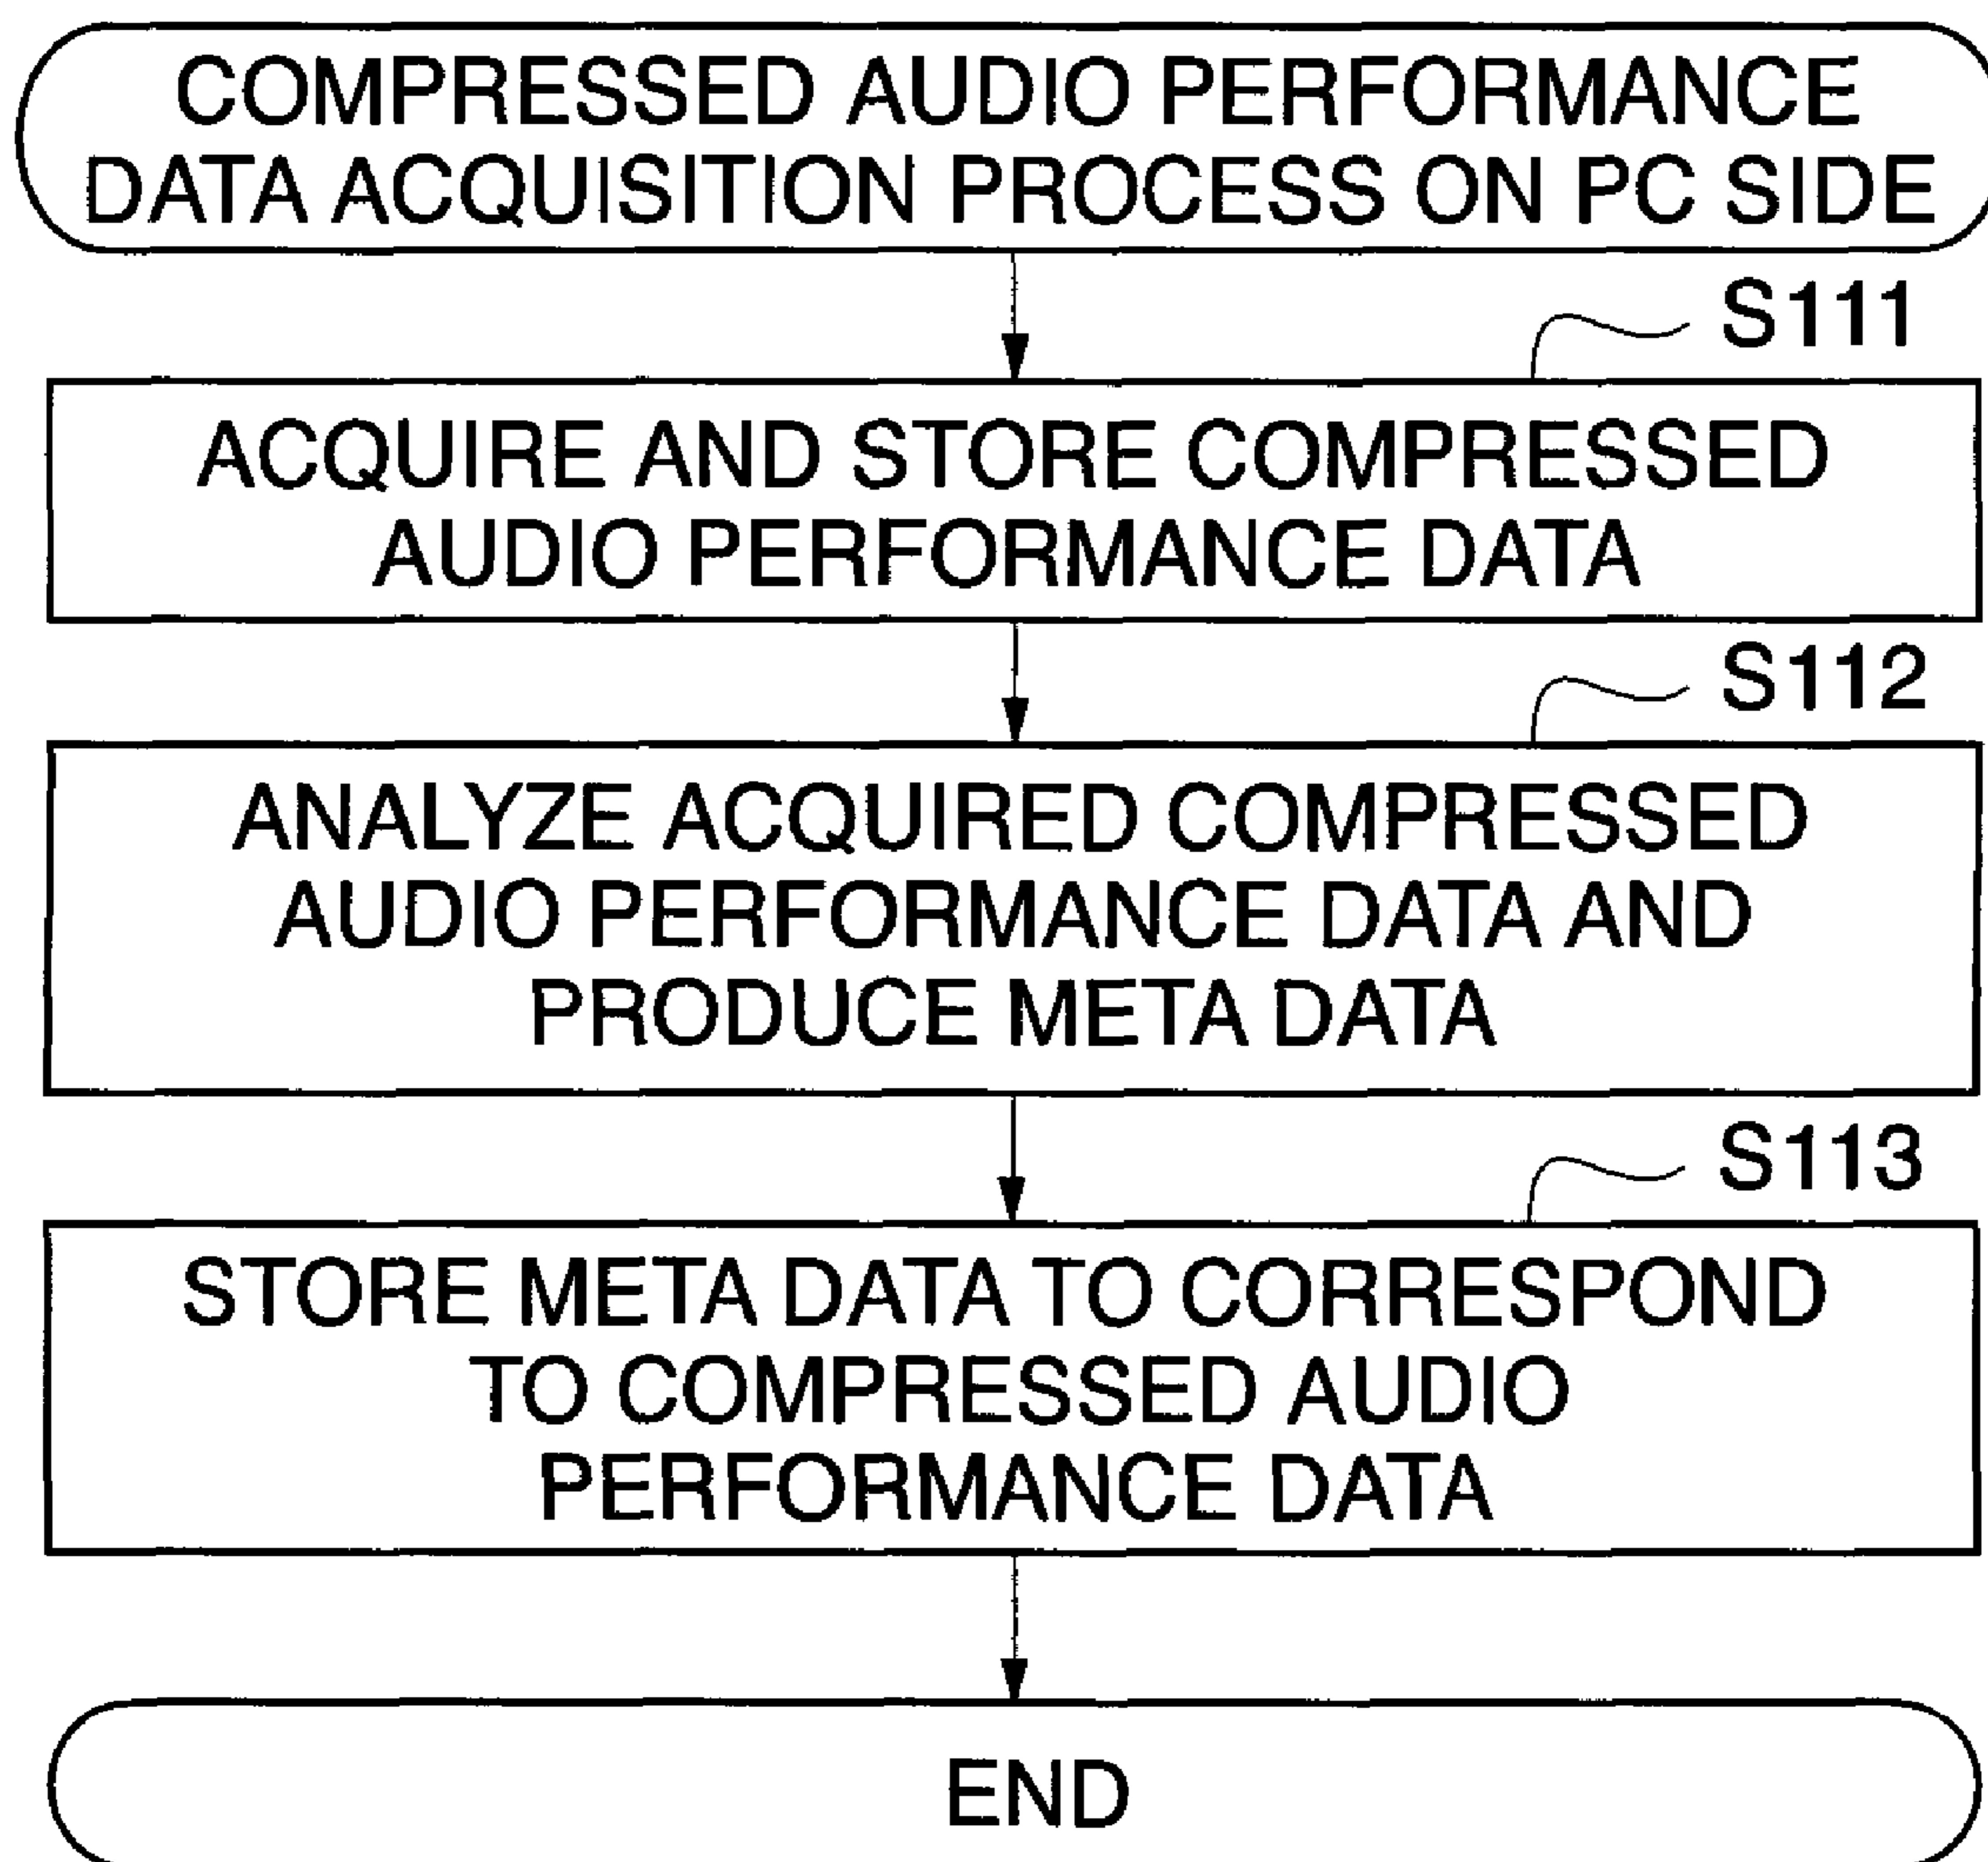 COMPRESSED AUDIO PERFORMANCE
DATA ACQUISITION PROCESS ON PC SIDE
S111
ACQUIRE AND STORE COMPRESSED
AUDIO PERFORMANCE DATA
S112
ANALYZE ACQUIRED COMPRESSED
AUDIO PERFORMANCE DATA AND
PRODUCE META DATA
S113
STORE META DATA TO CORRESPOND
TO COMPRESSED AUDIO
PERFORMANCE DATA
END